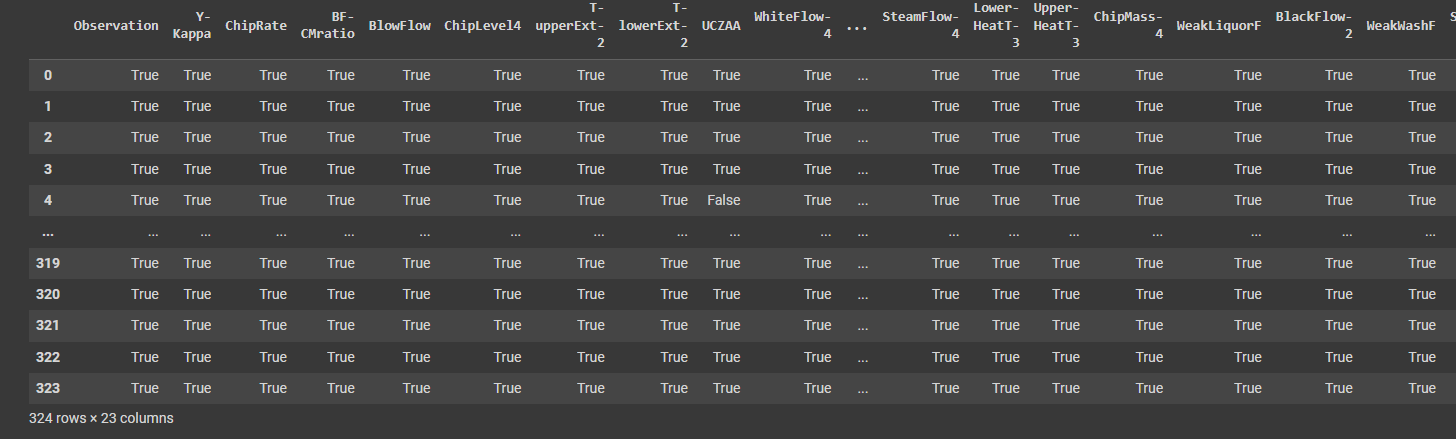 Observation Y-Kappa ChipRate BF-CMratio BlowFlow ChipLevel4 T-upperExt-2 T-lowerExt-2 UCZAA WhiteFlow-4 ... SteamFlow-4 Lower-HeatT-3 Upper-HeatT-3 ChipMass-4 WeakLiquorF BlackFlow-2 WeakWashF
0 True True True True True True True True True True ... True True True True True True True
1 True True True True True True True True True True ... True True True True True True True
2 True True True True True True True True True True ... True True True True True True True
3 True True True True True True True True True True ... True True True True True True True
4 True True True True True True True True False True ... True True True True True True True
... ... ... ... ... ... ... ... ... ... ... ... ... ... ... ... ... ... ...
319 True True True True True True True True True True ... True True True True True True True
320 True True True True True True True True True True ... True True True True True True True
321 True True True True True True True True True True ... True True True True True True True
322 True True True True True True True True True True ... True True True True True True True
323 True True True True True True True True True True ... True True True True True True True
324 rows × 23 columns